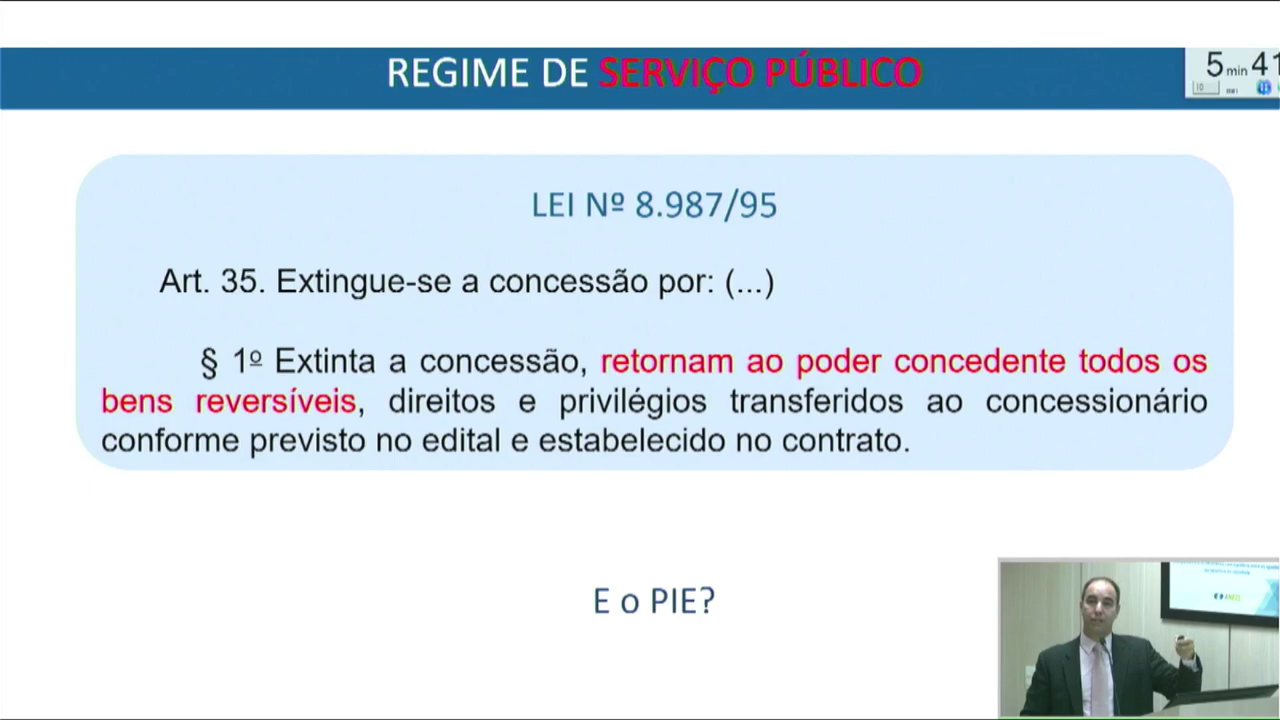 REGIME DE SERVIÇO PÚBLICO
5 min 41
10
LEI Nº 8.987/95
Art. 35. Extingue-se a concessão por: (...)
§ 1º Extinta a concessão, retornam ao poder concedente todos os
bens reversíveis, direitos e privilégios transferidos ao concessionário
conforme previsto no edital e estabelecido no contrato.
E o PIE?